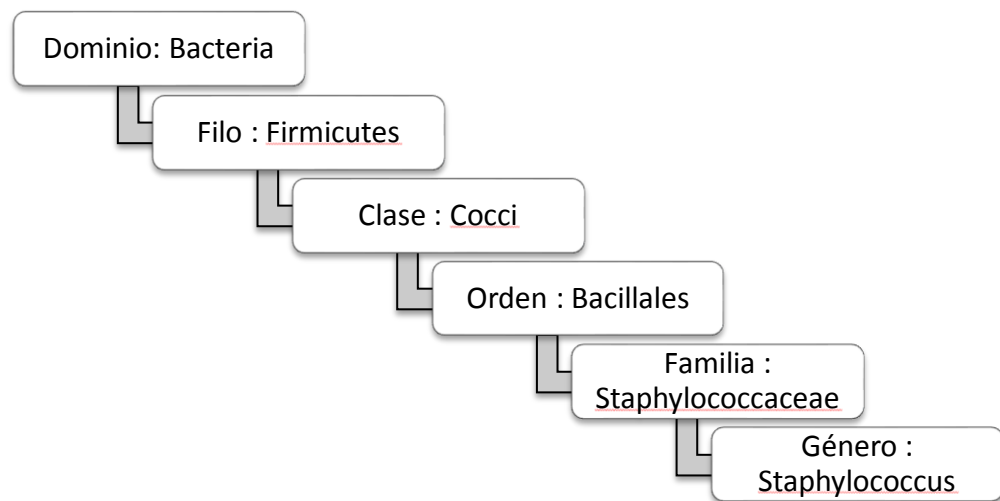 Dominio: Bacteria
Filo : Firmicutes
Clase : Cocci
Orden : Bacillales
Familia :
Staphylococcaceae
Género :
Staphylococcus